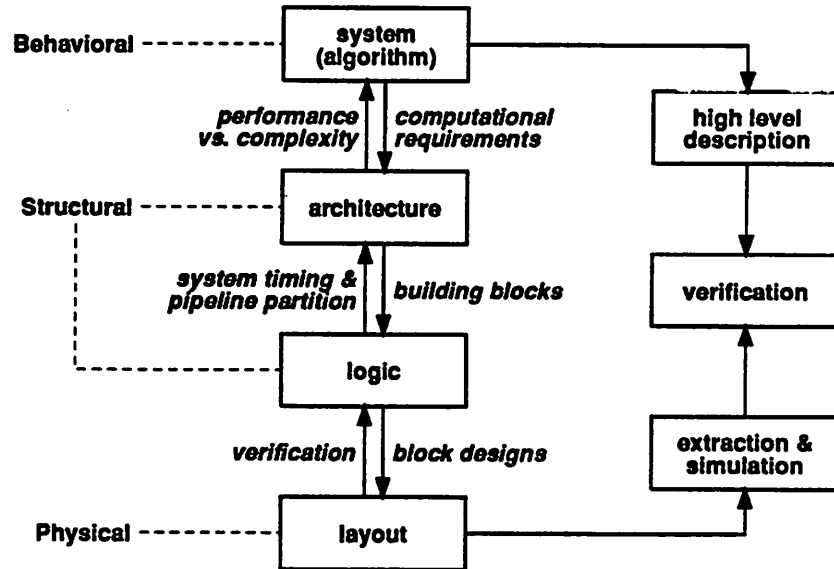 Behavioral
system
(algorithm)
performance
vs. complexity
computational
requirements
high level
description
Structural
architecture
system timing &
pipeline partition
building blocks
verification
logic
verification
block designs
extraction &
simulation
Physical
layout